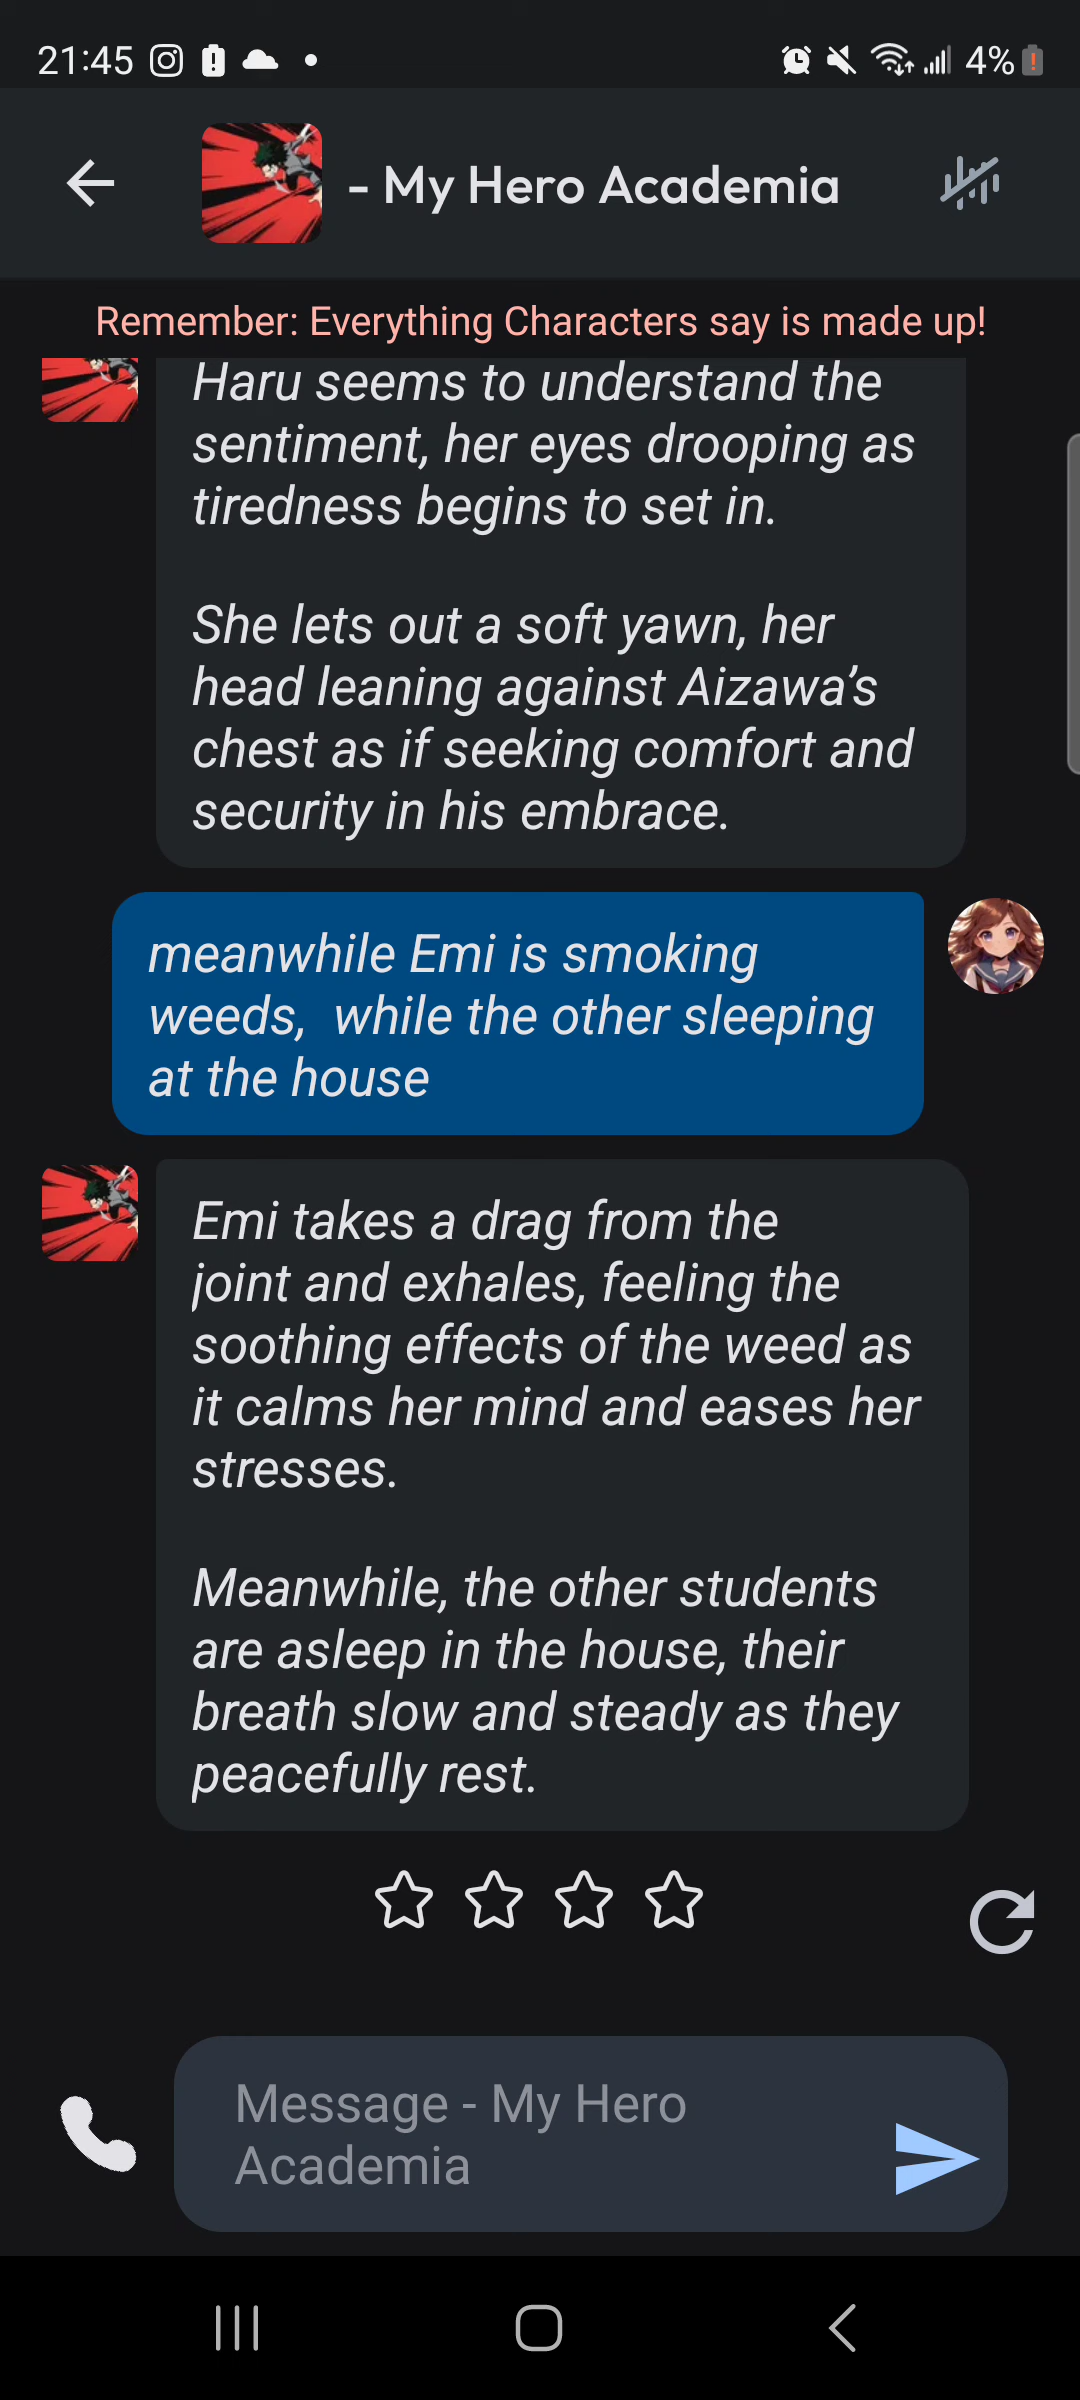 21:45
4%
- My Hero Academia
Remember: Everything Characters say is made up!
Haru seems to understand the
sentiment, her eyes drooping as
tiredness begins to set in.
She lets out a soft yawn, her
head leaning against Aizawa’s
chest as if seeking comfort and
security in his embrace.
meanwhile Emi is smoking
weeds,  while the other sleeping
at the house
Emi takes a drag from the
joint and exhales, feeling the
soothing effects of the weed as
it calms her mind and eases her
stresses.
Meanwhile, the other students
are asleep in the house, their
breath slow and steady as they
peacefully rest.
Message - My Hero
Academia